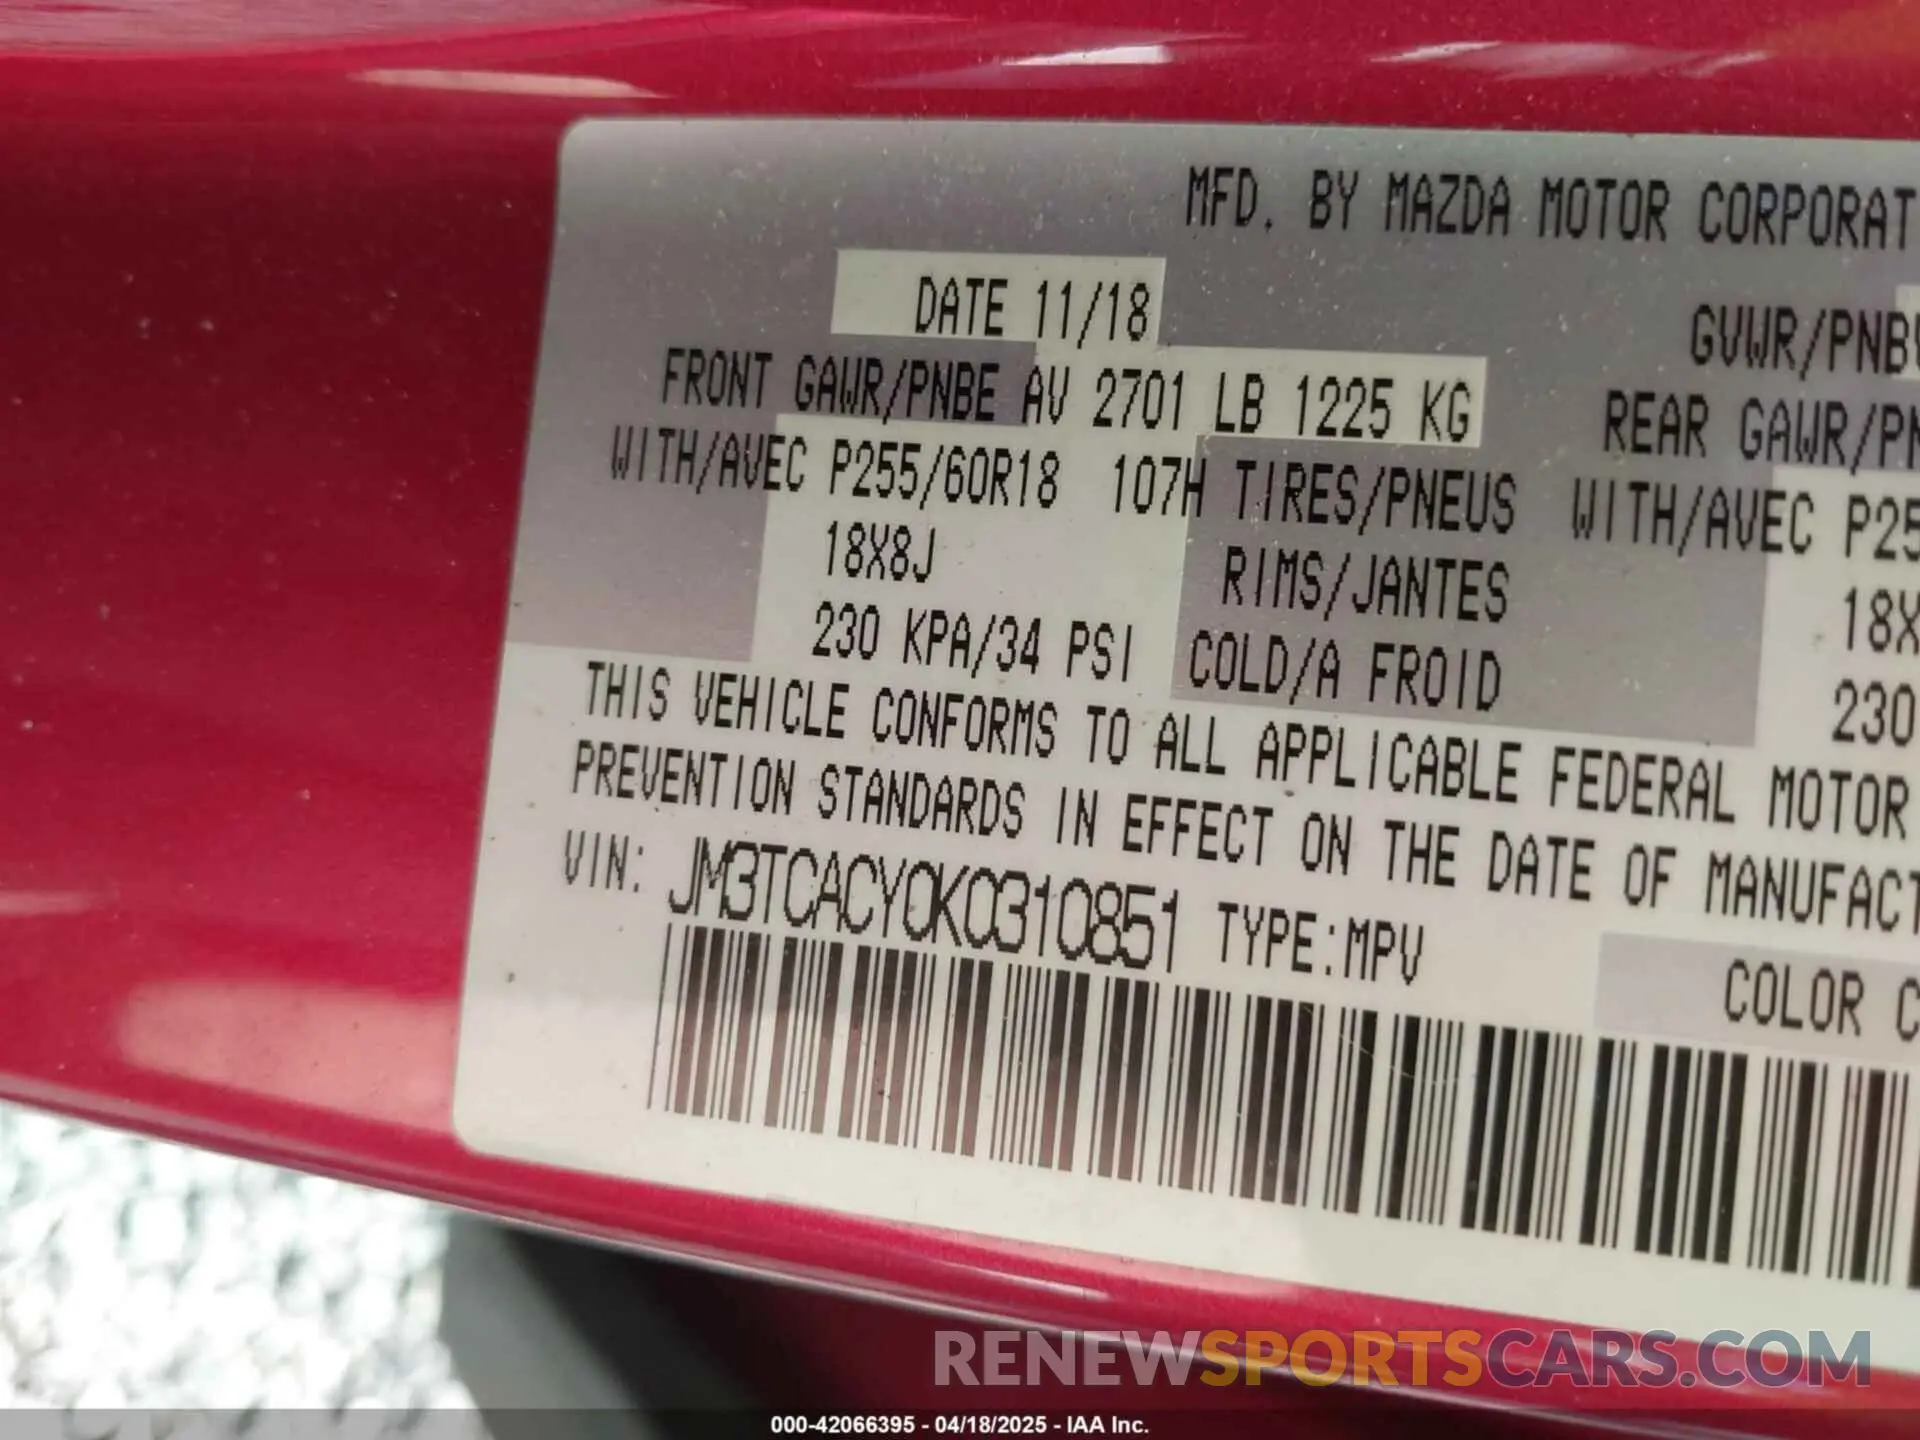 MFD. BY MAZDA MOTOR CORPORAT
DATE 11/18
GVWR/PNBV
FRONT GAWR/PNBE AV 2701 LB 1225 KG
REAR GAWR/PN
WITH/AVEC P255/60R18 107H TIRES/PNEUS WITH/AVEC P25
18X8J RIMS/JANTES 18X
230 KPA/34 PSI COLD/A FROID 230
THIS VEHICLE CONFORMS TO ALL APPLICABLE FEDERAL MOTOR
PREVENTION STANDARDS IN EFFECT ON THE DATE OF MANUFACT
VIN: JM3TCACY0K0310851 TYPE:MPV
COLOR C
RENEWSPORTSCARS.COM
000-42066395 - 04/18/2025 - IAA Inc.